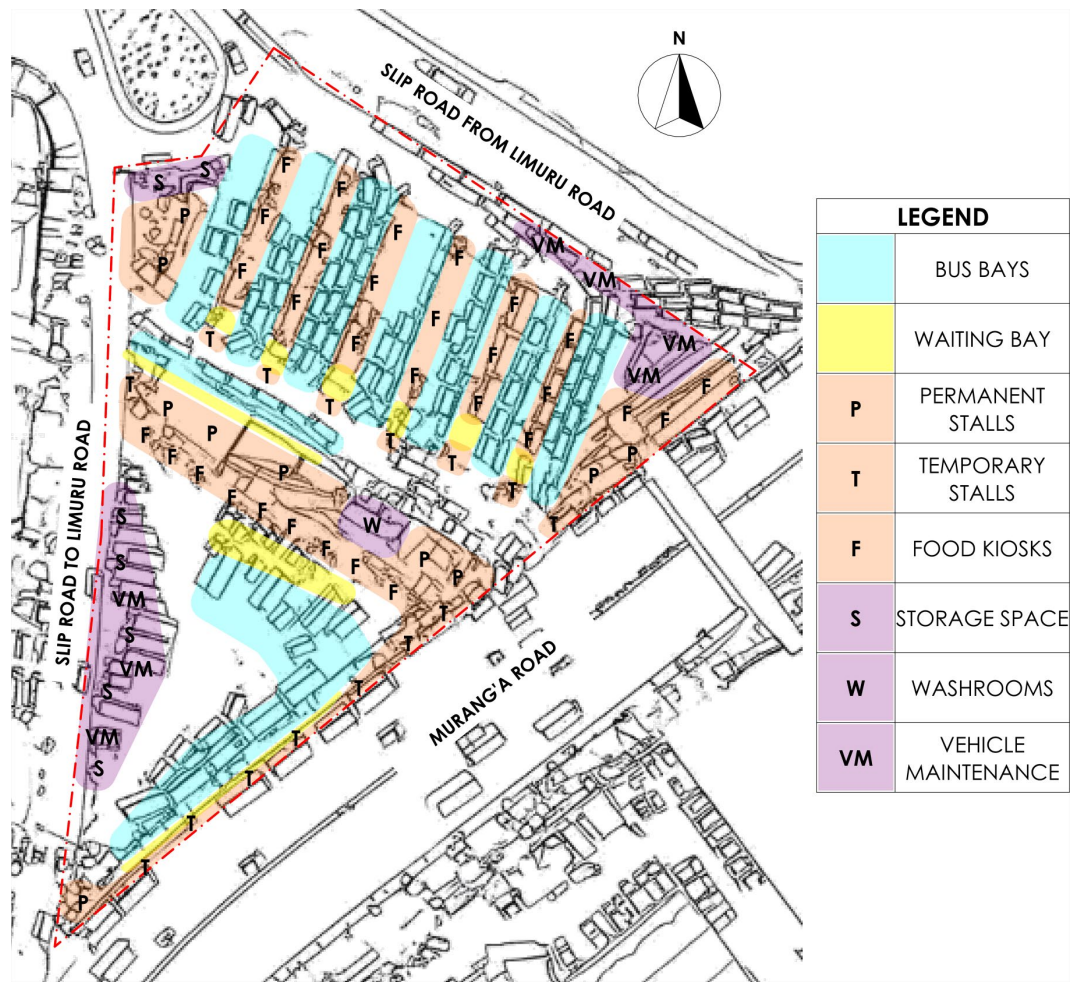 N
SLIP ROAD FROM LIMURU ROAD
F
S
S
F
P
F
F
VM
F
F
P
F
VM
F
F
F
F
F
T
F
VM
F
F
T
VM
T
F
T
F
P
F
F
P
F
F
T
P
F
T
P
F
P
T
F
F
S
W
T
F
F
P
S
F
P
F
VM
T
S
T
VM
T
S
VM
T
S
T
T
T
P
SLIP ROAD TO LIMURU ROAD
MURANG'A ROAD
LEGEND
BUS BAYS
WAITING BAY
P PERMANENT
STALLS
T TEMPORARY
STALLS
F FOOD KIOSKS
S STORAGE SPACE
W WASHROOMS
VM VEHICLE
MAINTENANCE